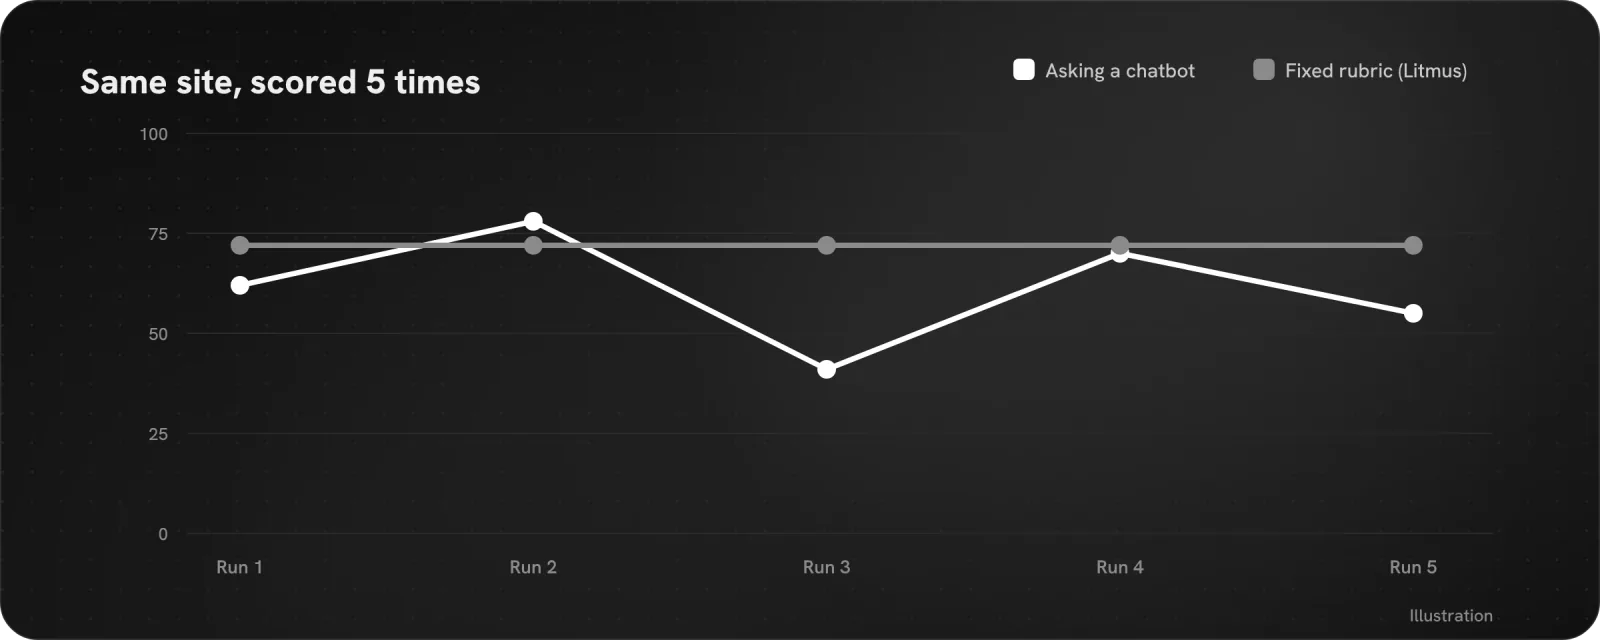 Same site, scored 5 times
Asking a chatbot
Fixed rubric (Litmus)
100
75
50
25
0
Run 1
Run 2
Run 3
Run 4
Run 5
Illustration